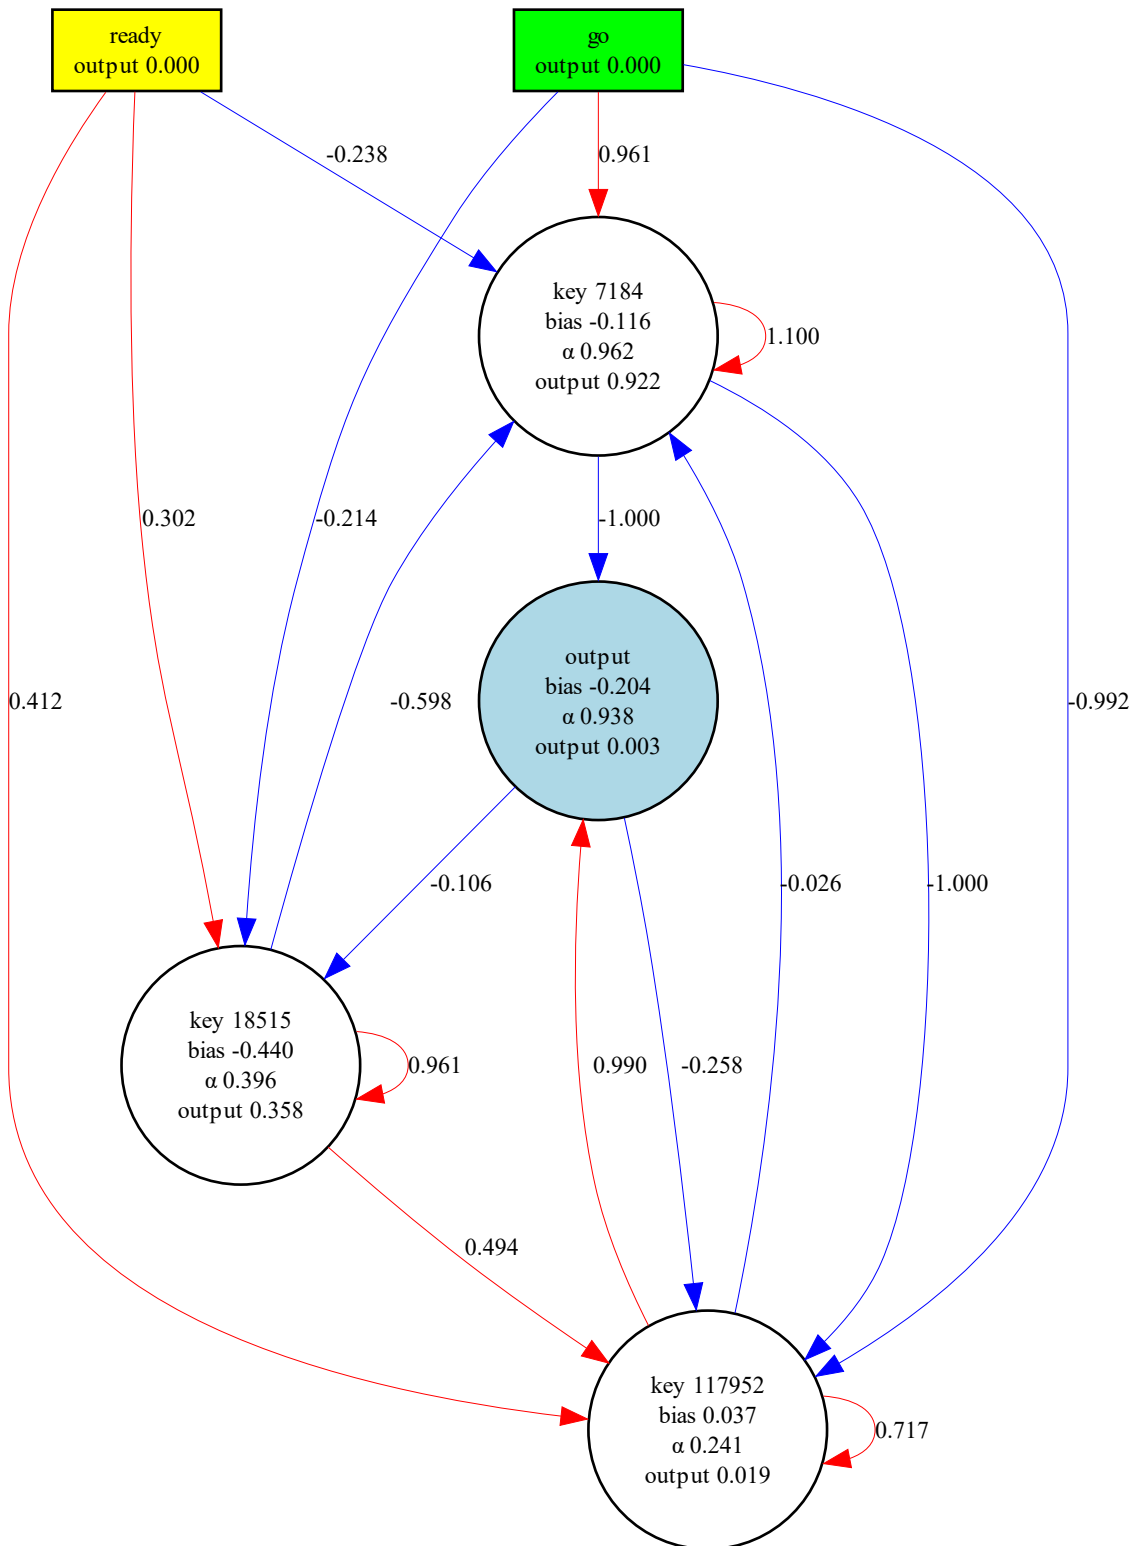 ready
output 0.000
go
output 0.000
-0.238
0.961
key 7184
bias -0.116
α 0.962
output 0.922
1.100
0.302
-0.214
-1.000
output
bias -0.204
α 0.938
output 0.003
0.412
-0.598
-0.992
-0.106
-0.026
-1.000
key 18515
bias -0.440
α 0.396
output 0.358
0.961
0.990
-0.258
0.494
key 117952
bias 0.037
α 0.241
output 0.019
0.717